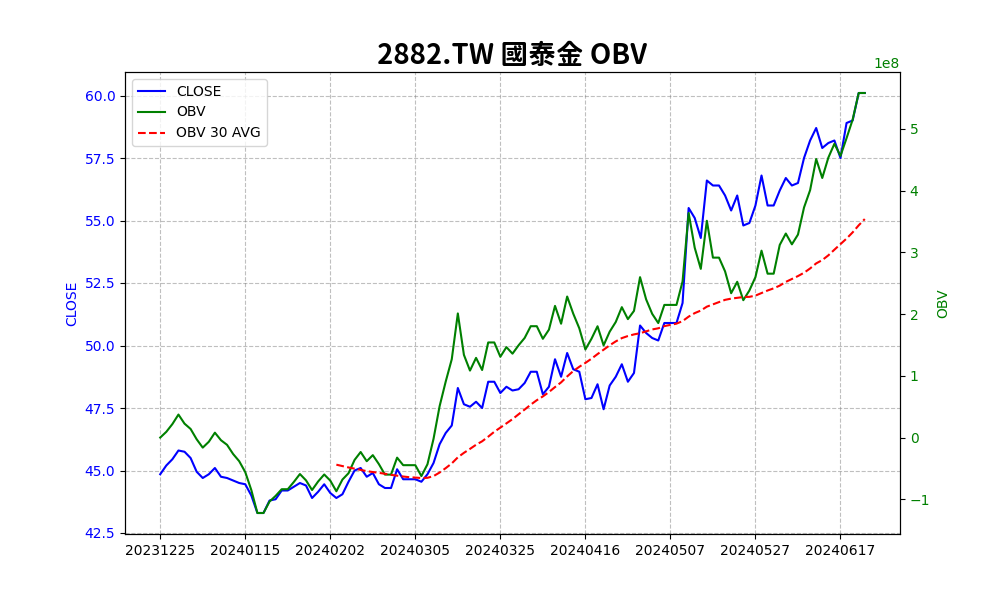 2882.TW 國泰金 OBV
1e8
CLOSE
OBV
OBV 30 AVG
60.0
57.5
55.0
52.5
50.0
47.5
45.0
42.5
CLOSE
5
4
3
2
1
0
−1
OBV
20231225 20240115 20240202 20240305 20240325 20240416 20240507 20240527 20240617